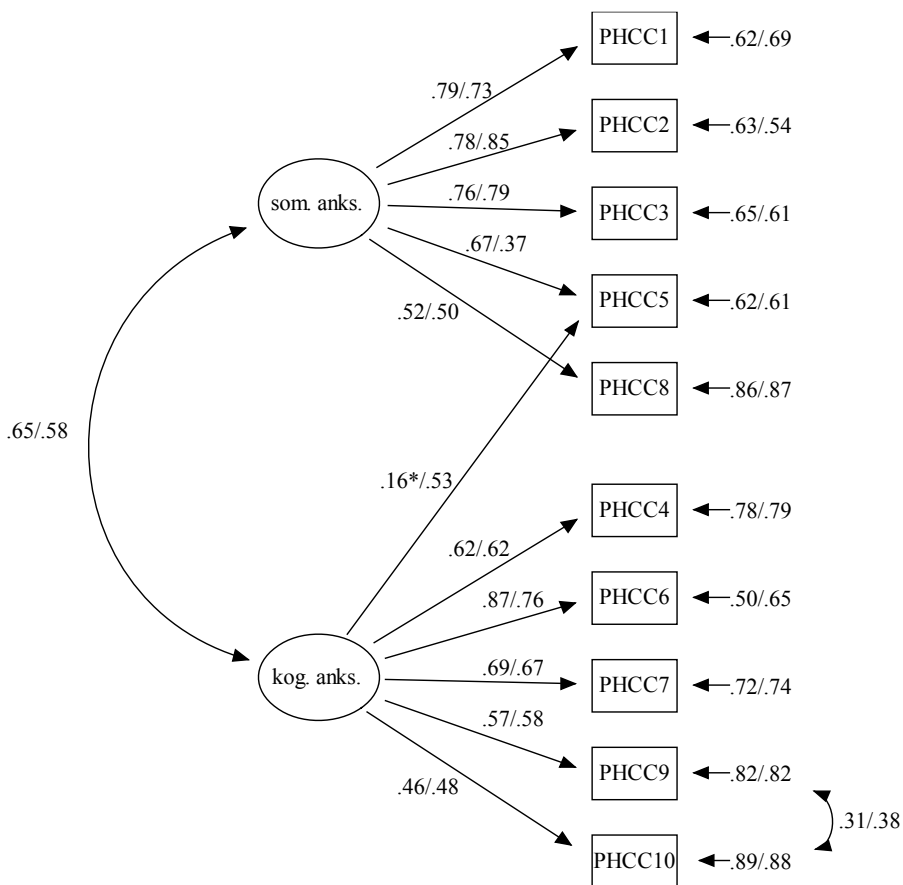 PHCC1
.62/.69
.79/.73
PHCC2
.63/.54
.78/.85
som. anks.
.76/.79
PHCC3
.65/.61
.67/.37
PHCC5
.62/.61
.52/.50
PHCC8
.86/.87
.65/.58
.16*/.53
PHCC4
.78/.79
.62/.62
PHCC6
.50/.65
.87/.76
kog. anks.
.69/.67
PHCC7
.72/.74
.57/.58
PHCC9
.82/.82
.46/.48
.31/.38
PHCC10
.89/.88